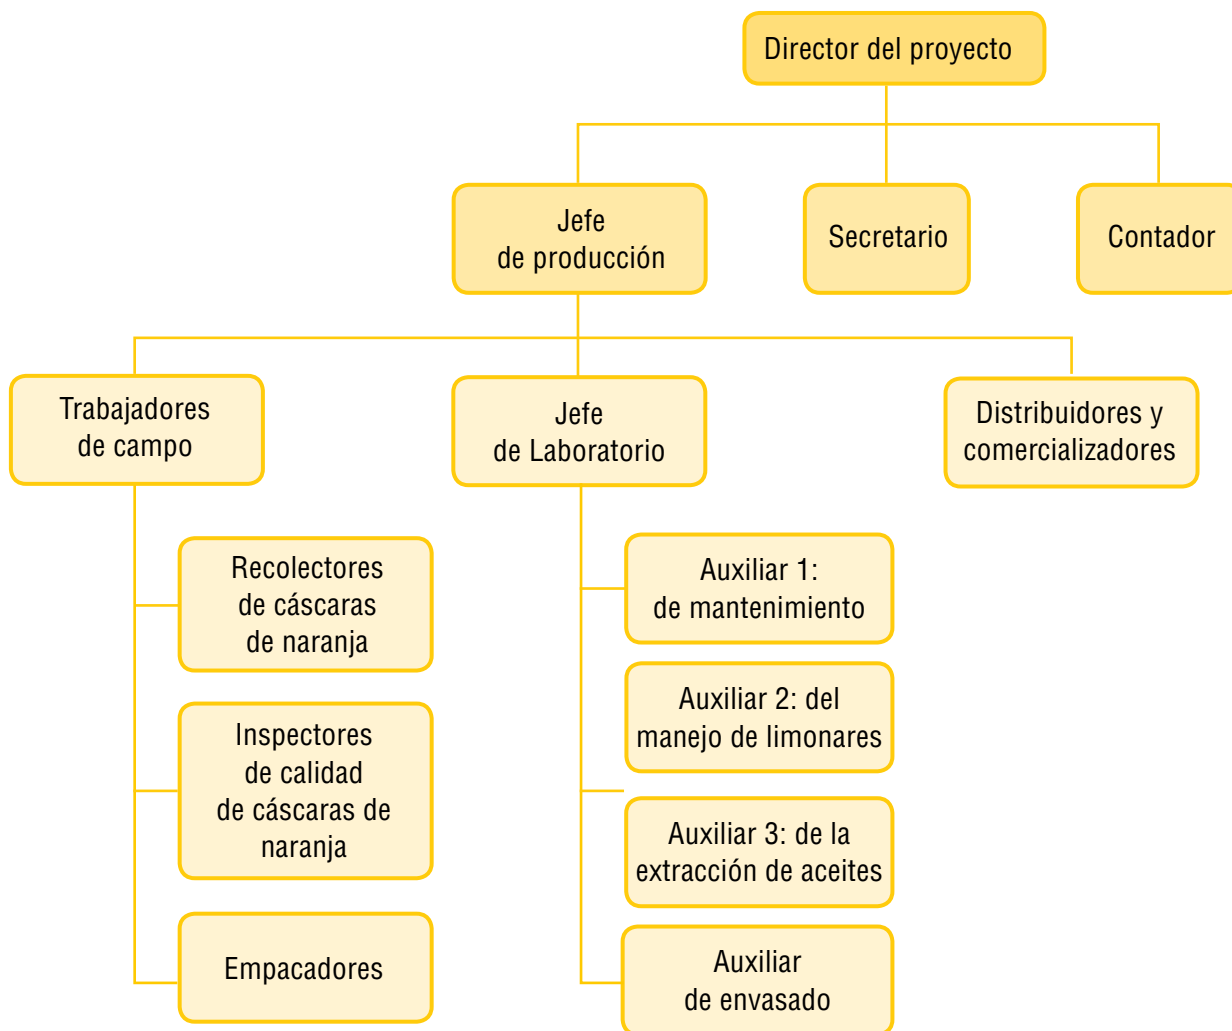 Director del proyecto
Jefe
de producción
Secretario
Contador
Trabajadores
de campo
Jefe
de Laboratorio
Distribuidores y
comercializadores
Recolectores
de cáscaras
de naranja
Inspectores
de calidad
de cáscaras de
naranja
Empacadores
Auxiliar 1:
de mantenimiento
Auxiliar 2: del
manejo de limonares
Auxiliar 3: de la
extracción de aceites
Auxiliar
de envasado